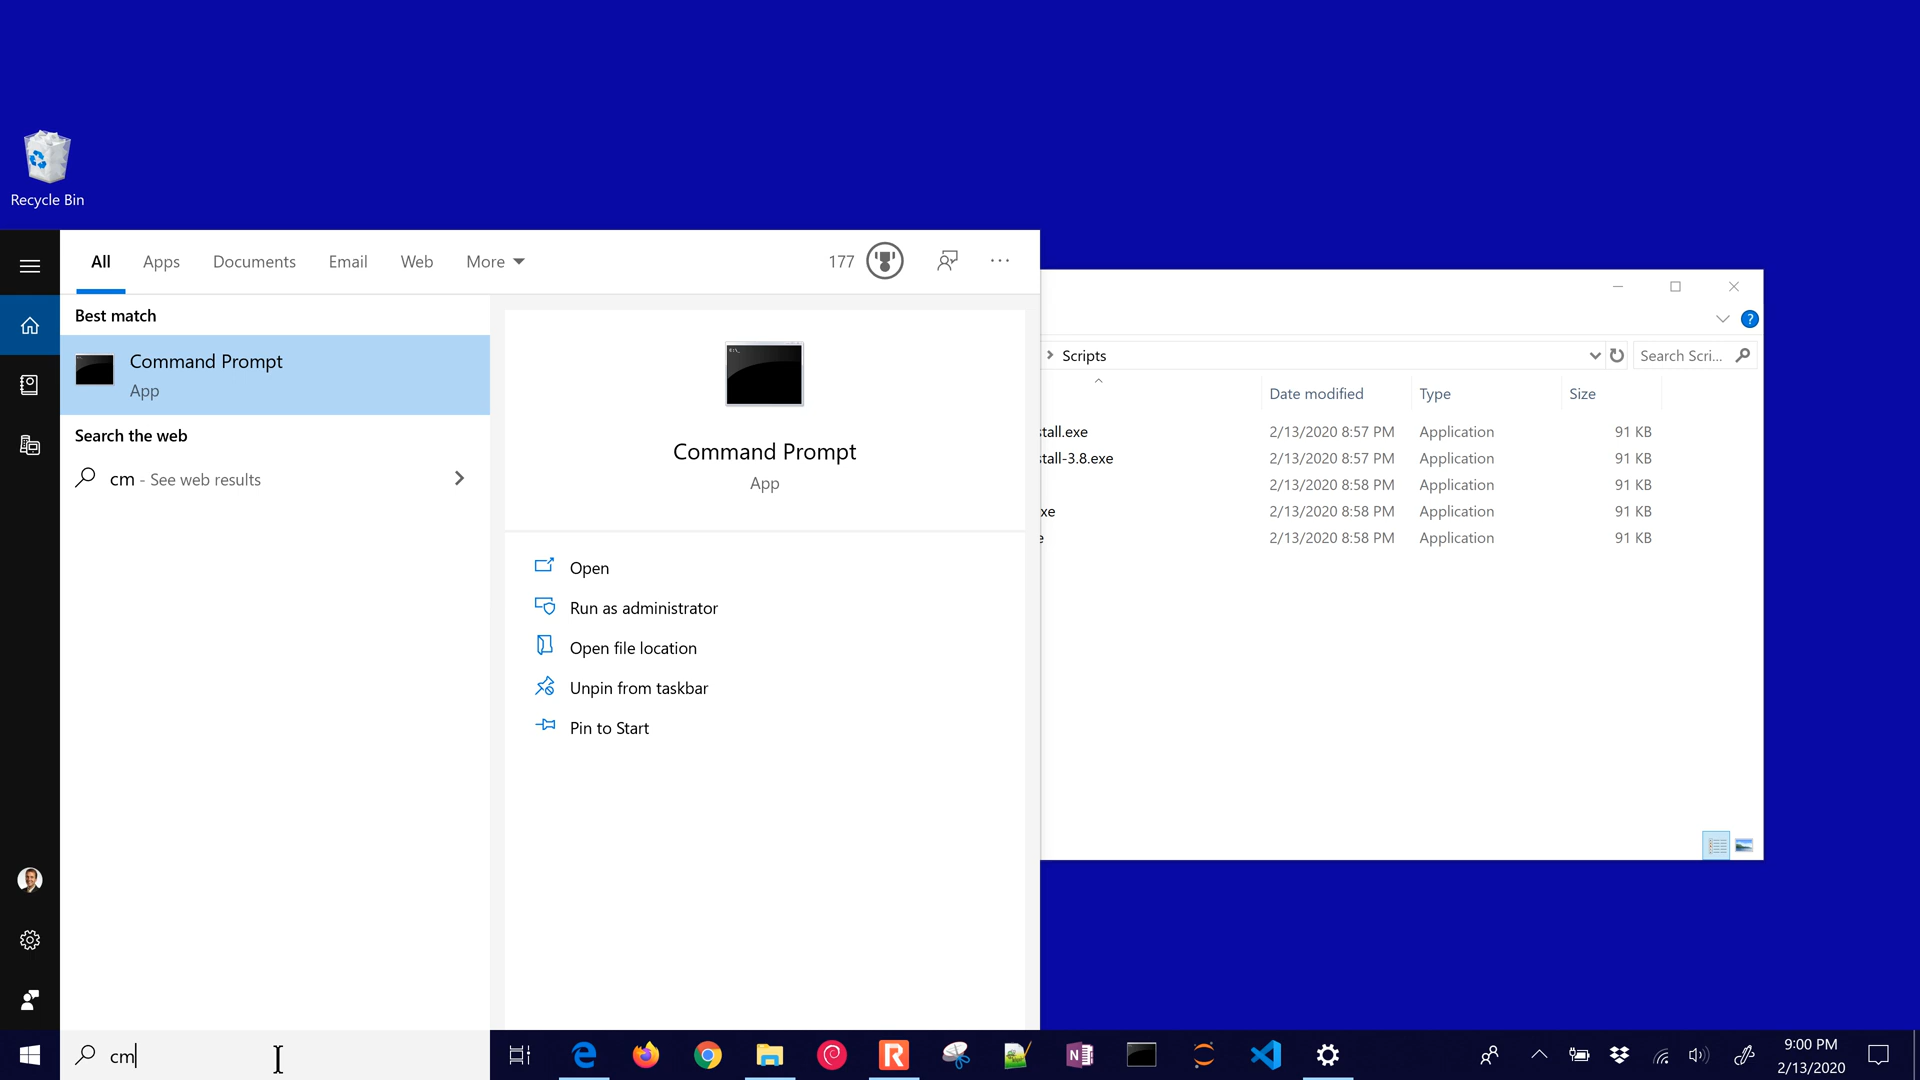 Recycle Bin
All Apps Documents Email Web More 177
Best match
Command Prompt
App
Search the web
cm - See web results
Command Prompt
App
Open
Run as administrator
Open file location
Unpin from taskbar
Pin to Start
Scripts
Search Scri...
Date modified Type Size
stall.exe 2/13/2020 8:57 PM Application 91 KB
stall-3.8.exe 2/13/2020 8:57 PM Application 91 KB
2/13/2020 8:58 PM Application 91 KB
xe 2/13/2020 8:58 PM Application 91 KB
e 2/13/2020 8:58 PM Application 91 KB
cm
9:00 PM
2/13/2020